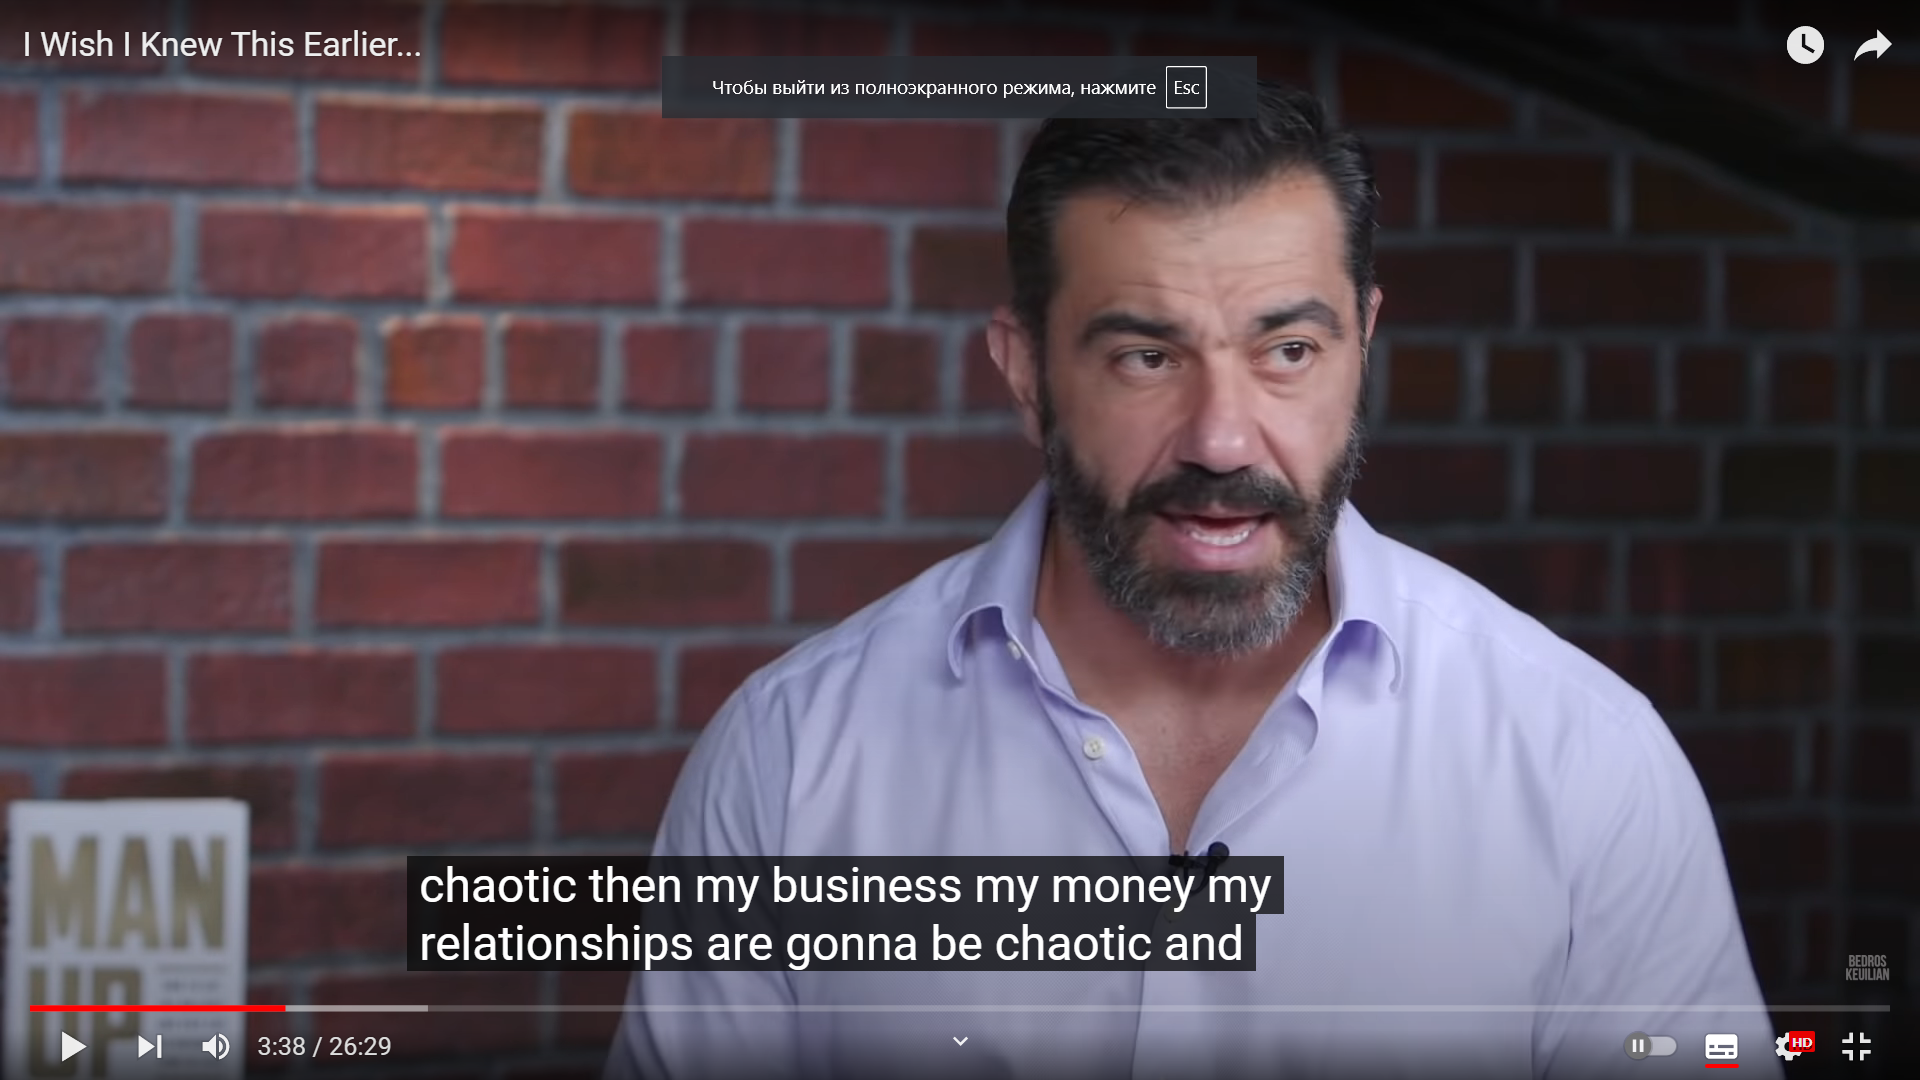 I Wish I Knew This Earlier...
Чтобы выйти из полноэкранного режима, нажмите Esc
MAN
UP
chaotic then my business my money my
relationships are gonna be chaotic and
BEDROS
KEUILIAN
3:38 / 26:29
HD